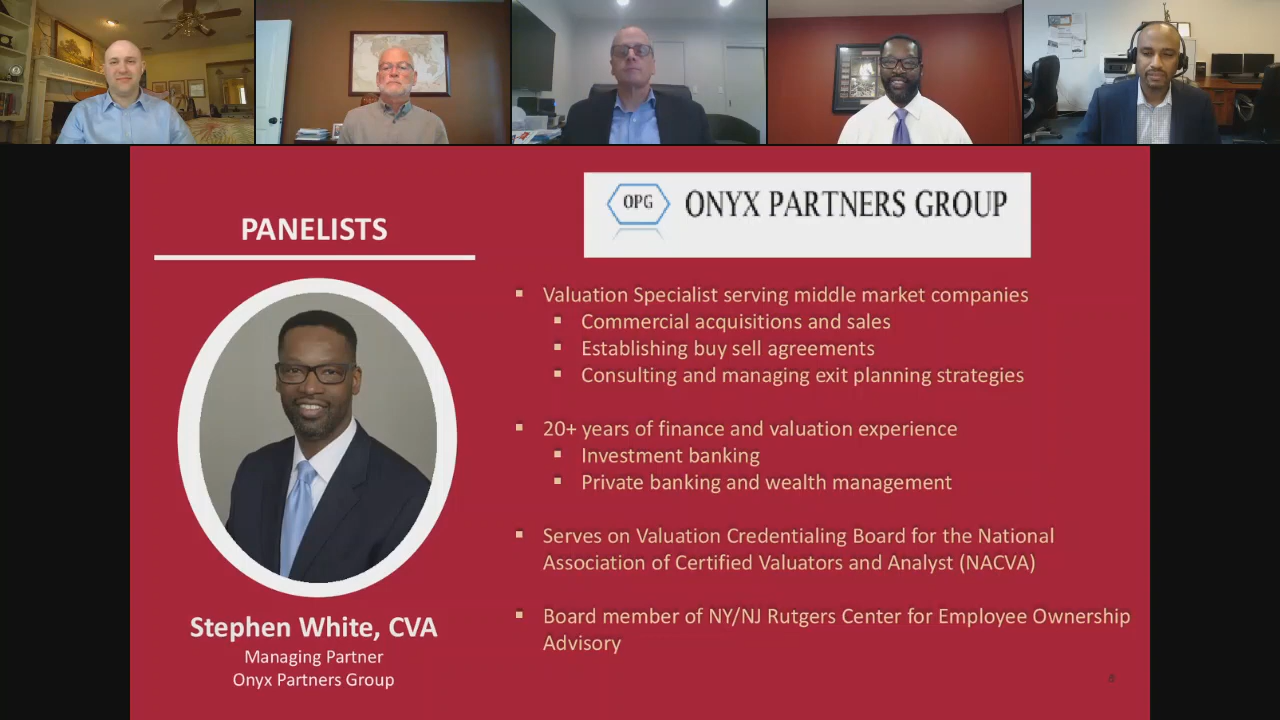 PANELISTS
OPG
ONYX PARTNERS GROUP
Valuation Specialist serving middle market companies
Commercial acquisitions and sales
Establishing buy sell agreements
Consulting and managing exit planning strategies
20+ years of finance and valuation experience
Investment banking
Private banking and wealth management
Serves on Valuation Credentialing Board for the National
Association of Certified Valuators and Analyst (NACVA)
Board member of NY/NJ Rutgers Center for Employee Ownership
Advisory
Stephen White, CVA
Managing Partner
Onyx Partners Group